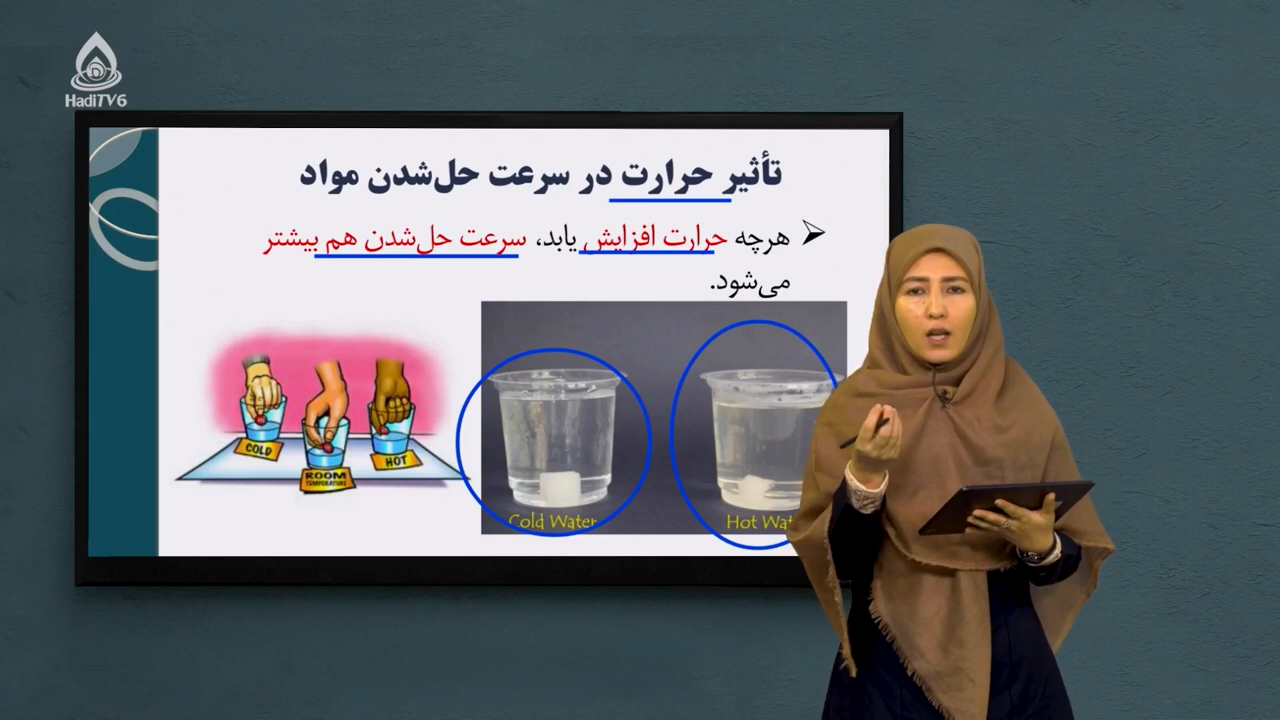 HadiTV6
تأثیر حرارت در سرعت حل‌شدن مواد
هرچه حرارت افزایش یابد، سرعت حل‌شدن هم بیشتر
می‌شود.
COLD
ROOM
TEMPERATURE
HOT
Cold Water
Hot Wat